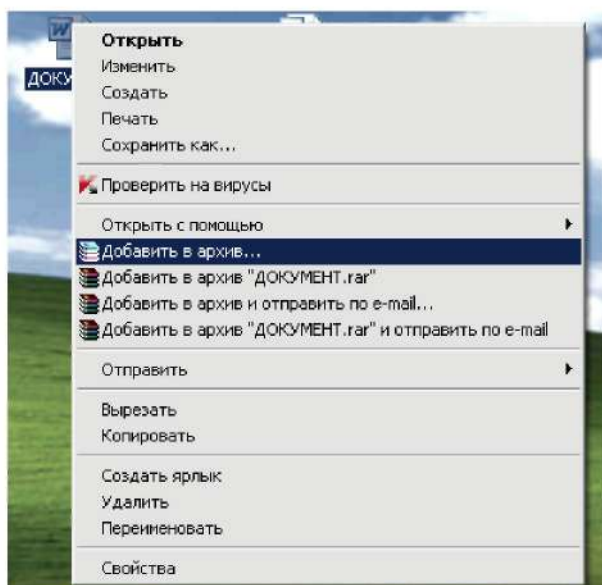 ДОКУ
Открыть
Изменить
Создать
Печать
Сохранить как...
Проверить на вирусы
Открыть с помощью
Добавить в архив...
Добавить в архив "ДОКУМЕНТ.rar"
Добавить в архив и отправить по e-mail...
Добавить в архив "ДОКУМЕНТ.rar" и отправить по e-mail
Отправить
Вырезать
Копировать
Создать ярлык
Удалить
Переименовать
Свойства